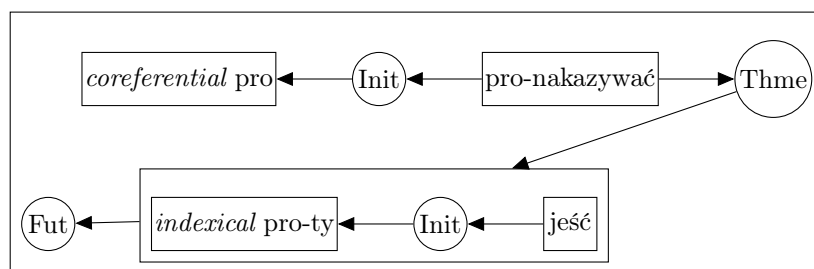 coreferential pro Init pro-nakazywać Thme
Fut indexical pro-ty Init jeść